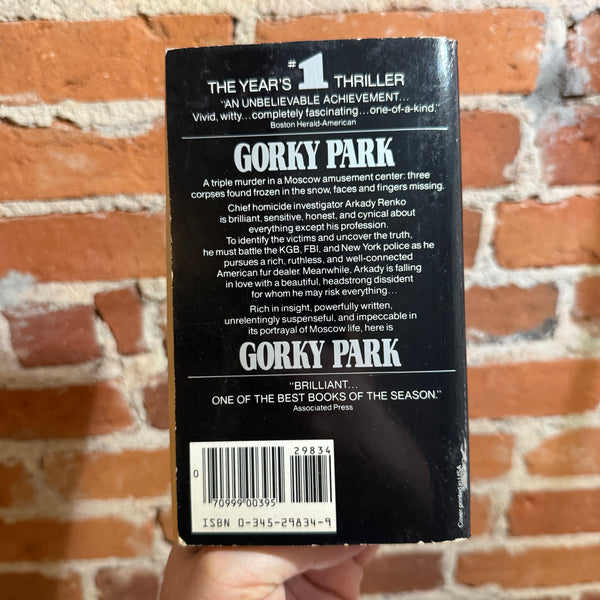 THE YEAR'S #1 THRILLER
"AN UNBELIEVABLE ACHIEVEMENT...
Vivid, witty...completely fascinating...one-of-a-kind."
Boston Herald-American
GORKY PARK
A triple murder in a Moscow amusement center: three
corpses found frozen in the snow, faces and fingers missing.
Chief homicide investigator Arkady Renko
is brilliant, sensitive, honest, and cynical about
everything except his profession.
To identify the victims and uncover the truth,
he must battle the KGB, FBI, and New York police as he
pursues a rich, ruthless, and well-connected
American fur dealer. Meanwhile, Arkady is falling
in love with a beautiful, headstrong dissident
for whom he may risk everything...
Rich in insight, powerfully written,
unrelentingly suspenseful, and impeccable in
its portrayal of Moscow life, here is
GORKY PARK
"BRILLIANT...
ONE OF THE BEST BOOKS OF THE SEASON."
Associated Press
29834
0
70999 00395
ISBN 0-345-29834-9
Cover printed in USA